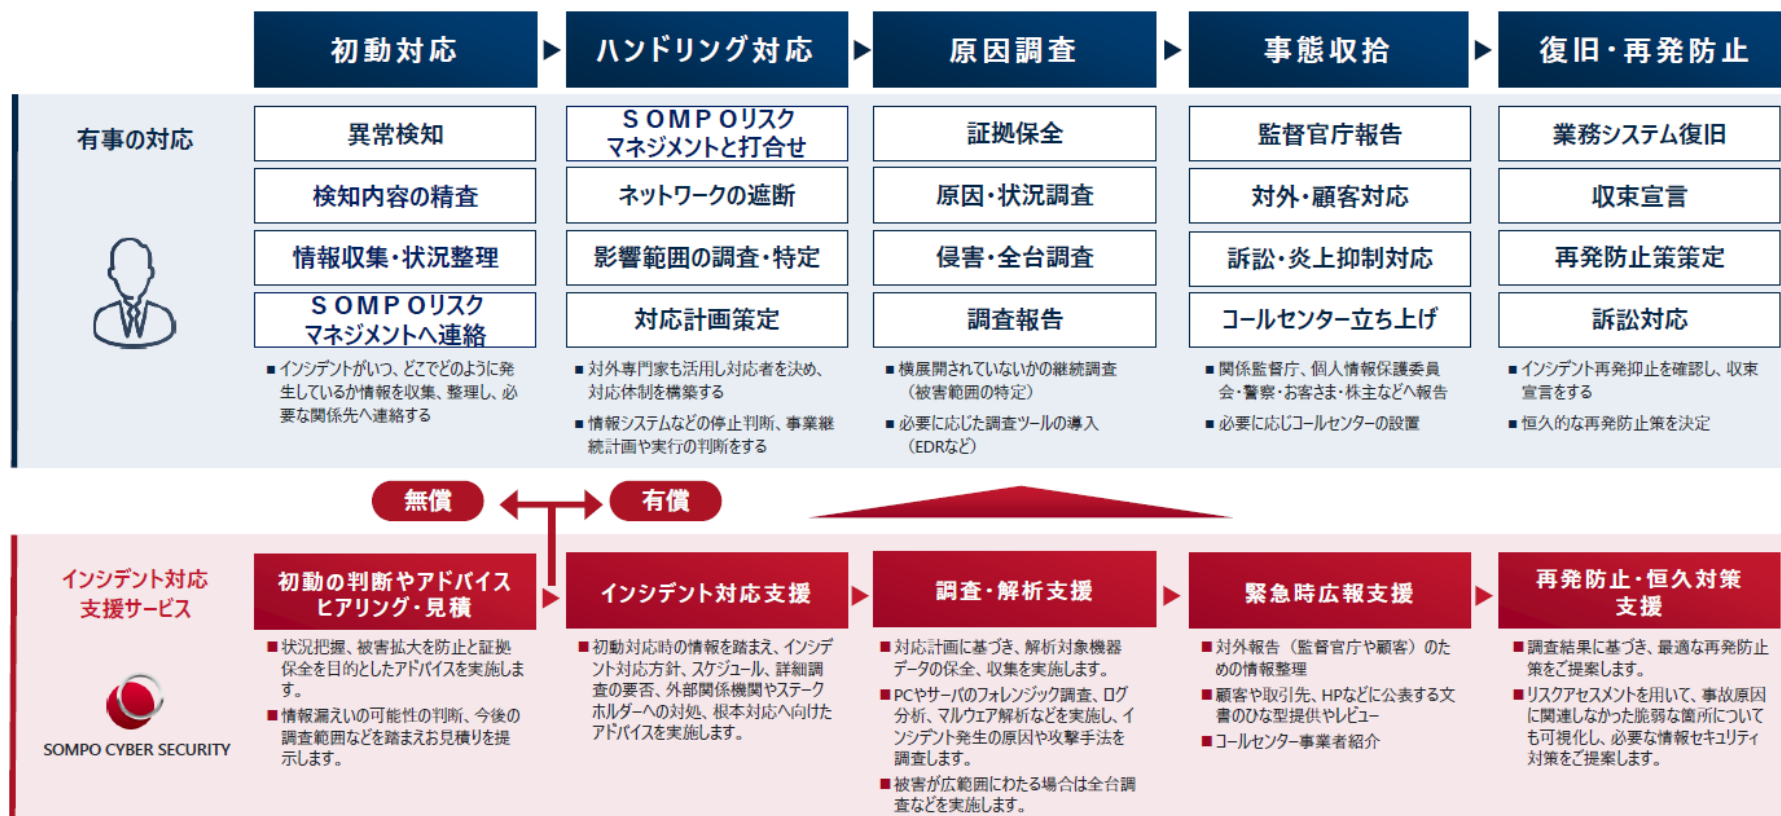 初動対応
ハンドリング対応
原因調査
事態収拾
復旧・再発防止
有事の対応
異常検知
検知内容の精査
情報収集・状況整理
SOMPOリスク
マネジメントへ連絡
■ インシデントがいつ、どこでどのように発
生しているか情報を収集、整理し、必
要な関係先へ連絡する
SOMPOリスク
マネジメントと打合せ
ネットワークの遮断
影響範囲の調査・特定
対応計画策定
■ 対外専門家も活用し対応者を決め、
対応体制を構築する
■ 情報システムなどの停止判断、事業継
続計画や実行の判断をする
証拠保全
原因・状況調査
侵害・全台調査
調査報告
■ 横展開されていないかの継続調査
（被害範囲の特定）
■ 必要に応じた調査ツールの導入
（EDRなど）
監督官庁報告
対外・顧客対応
訴訟・炎上抑制対応
コールセンター立ち上げ
■ 関係監督庁、個人情報保護委員
会・警察・お客さま・株主などへ報告
■ 必要に応じコールセンターの設置
業務システム復旧
収束宣言
再発防止策策定
訴訟対応
■ インシデント再発抑止を確認し、収束
宣言をする
■ 恒久的な再発防止策を決定
無償
有償
インシデント対応
支援サービス
SOMPO CYBER SECURITY
初動の判断やアドバイス
ヒアリング・見積
■ 状況把握、被害拡大を防止と証拠
保全を目的としたアドバイスを実施しま
す。
■ 情報漏えいの可能性の判断、今後の
調査範囲などを踏まえお見積りを提
示します。
インシデント対応支援
■ 初動対応時の情報を踏まえ、インシデ
ント対応方針、スケジュール、詳細調
査の要否、外部関係機関やステーク
ホルダーへの対処、根本対応へ向けた
アドバイスを実施します。
調査・解析支援
■ 対応計画に基づき、解析対象機器
データの保全、収集を実施します。
■ PCやサーバのフォレンジック調査、ログ
分析、マルウェア解析などを実施し、イ
ンシデント発生の原因や攻撃手法を
調査します。
■ 被害が広範囲にわたる場合は全台調
査などを実施します。
緊急時広報支援
■ 対外報告（監督官庁や顧客）のた
めの情報整理
■ 顧客や取引先、HPなどに公表する文
書のひな型提供やレビュー
■ コールセンター事業者紹介
再発防止・恒久対策
支援
■ 調査結果に基づき、最適な再発防止
策をご提案します。
■ リスクアセスメントを用いて、事故原因
に関連しなかった脆弱な箇所について
も可視化し、必要な情報セキュリティ
対策をご提案します。